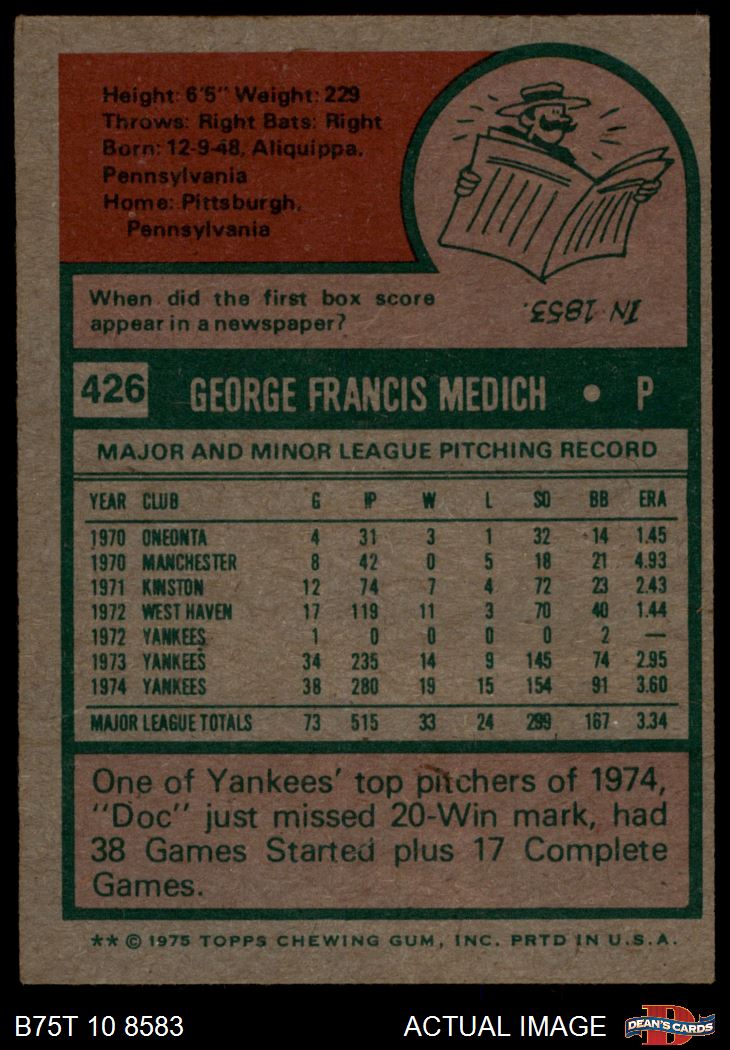 Height: 6'5" Weight: 229
Throws: Right Bats: Right
Born: 12-9-48, Aliquippa,
Pennsylvania
Home: Pittsburgh,
Pennsylvania
When did the first box score
appear in a newspaper?
IN 1853.
426 GEORGE FRANCIS MEDICH • P
MAJOR AND MINOR LEAGUE PITCHING RECORD
YEAR CLUB G IP W L SO BB ERA
1970 ONEONTA 4 31 3 1 32 14 1.45
1970 MANCHESTER 8 42 0 5 18 21 4.93
1971 KINSTON 12 74 7 4 72 23 2.43
1972 WEST HAVEN 17 119 11 3 70 40 1.44
1972 YANKEES 1 0 0 0 0 2 —
1973 YANKEES 34 235 14 9 145 74 2.95
1974 YANKEES 38 280 19 15 154 91 3.60
MAJOR LEAGUE TOTALS 73 515 33 24 299 167 3.34
One of Yankees' top pitchers of 1974,
"Doc" just missed 20-Win mark, had
38 Games Started plus 17 Complete
Games.
** © 1975 TOPPS CHEWING GUM, INC. PRTD IN U.S.A.
B75T 10 8583 ACTUAL IMAGE D DEAN'S CARDS